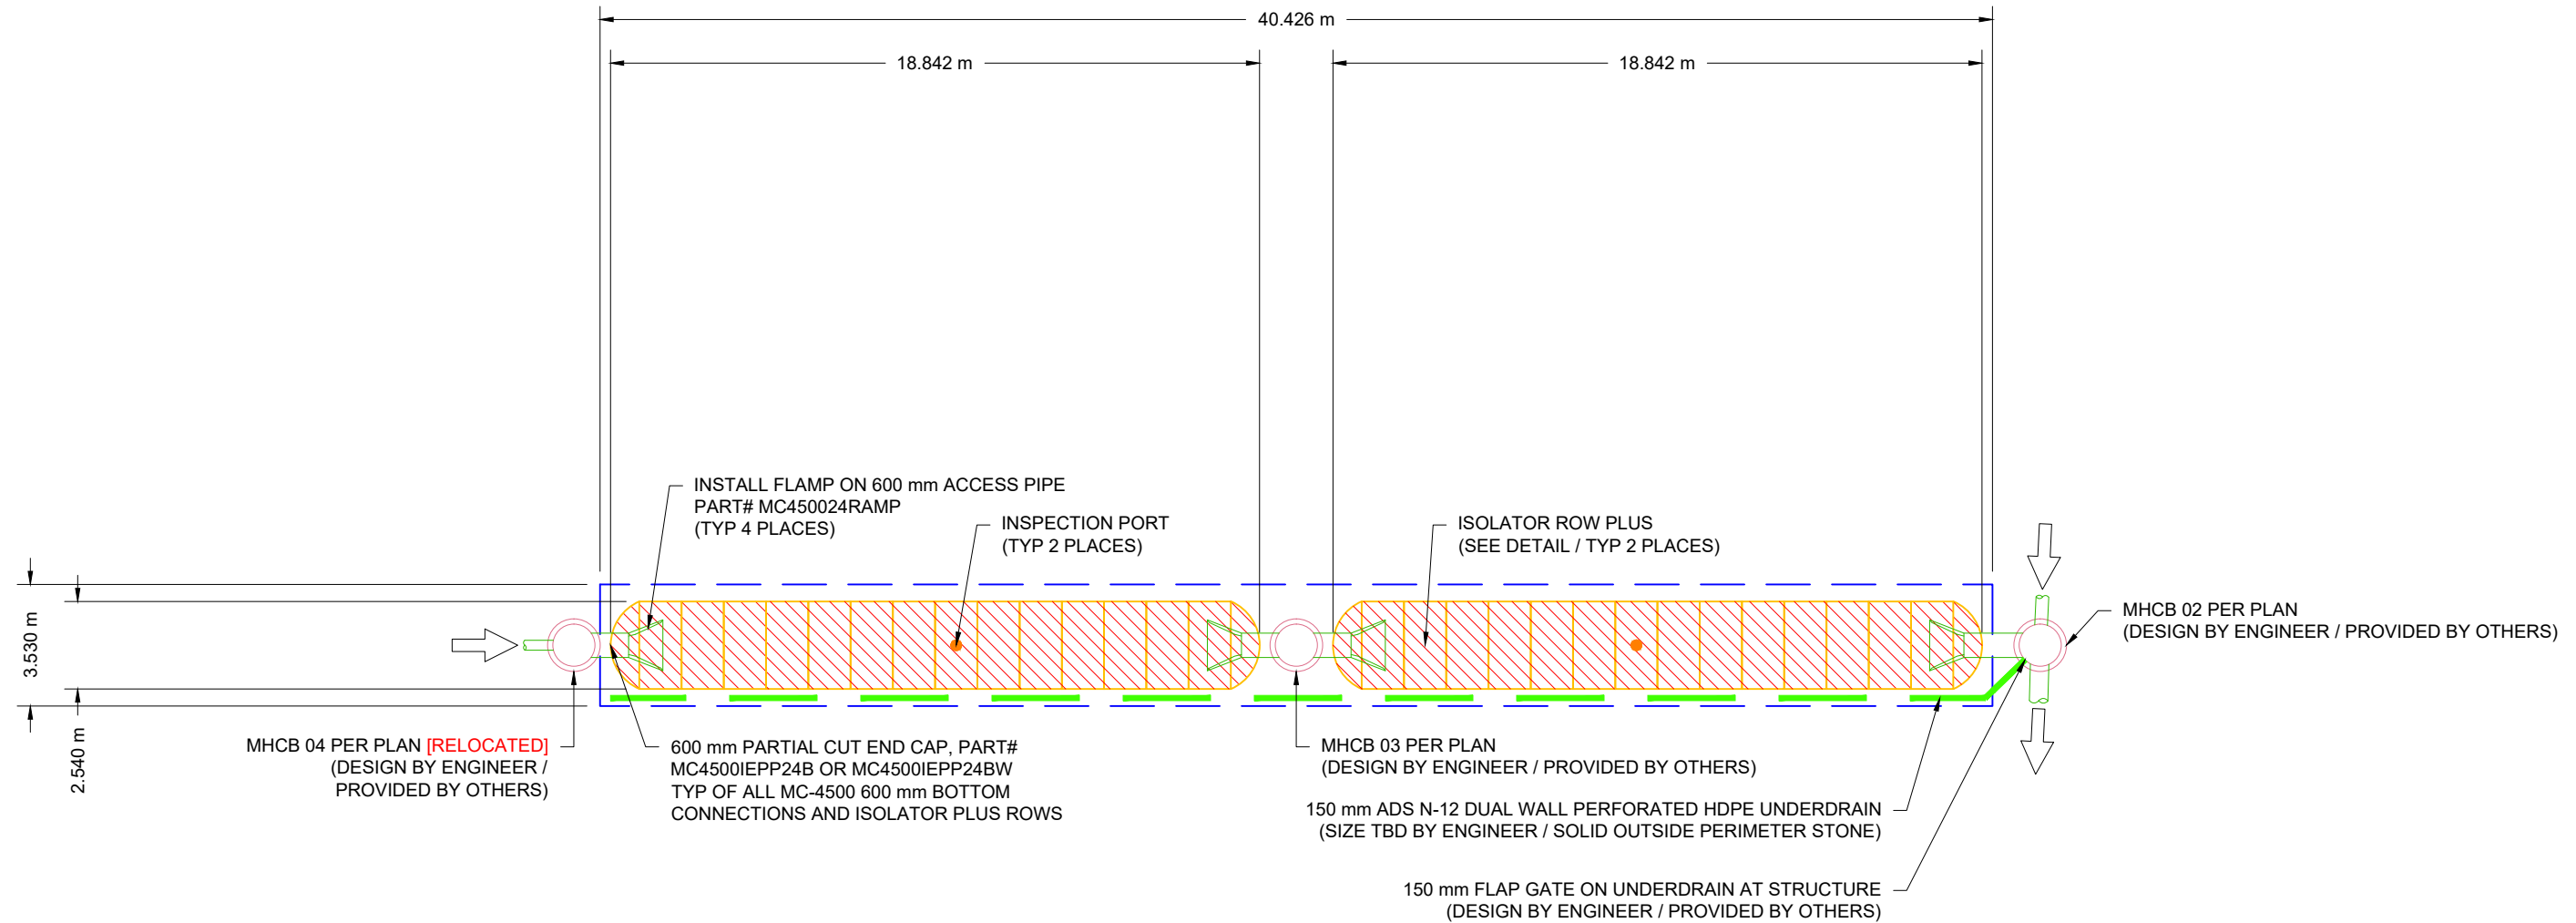 40.426 m
18.842 m
18.842 m
INSTALL FLAMP ON 600 mm ACCESS PIPE
PART# MC450024RAMP
(TYP 4 PLACES)
INSPECTION PORT
(TYP 2 PLACES)
ISOLATOR ROW PLUS
(SEE DETAIL / TYP 2 PLACES)
3.530 m
2.540 m
MHCB 02 PER PLAN
(DESIGN BY ENGINEER / PROVIDED BY OTHERS)
MHCB 04 PER PLAN [RELOCATED]
(DESIGN BY ENGINEER /
PROVIDED BY OTHERS)
600 mm PARTIAL CUT END CAP, PART#
MC4500IEPP24B OR MC4500IEPP24BW
TYP OF ALL MC-4500 600 mm BOTTOM
CONNECTIONS AND ISOLATOR PLUS ROWS
MHCB 03 PER PLAN
(DESIGN BY ENGINEER / PROVIDED BY OTHERS)
150 mm ADS N-12 DUAL WALL PERFORATED HDPE UNDERDRAIN
(SIZE TBD BY ENGINEER / SOLID OUTSIDE PERIMETER STONE)
150 mm FLAP GATE ON UNDERDRAIN AT STRUCTURE
(DESIGN BY ENGINEER / PROVIDED BY OTHERS)